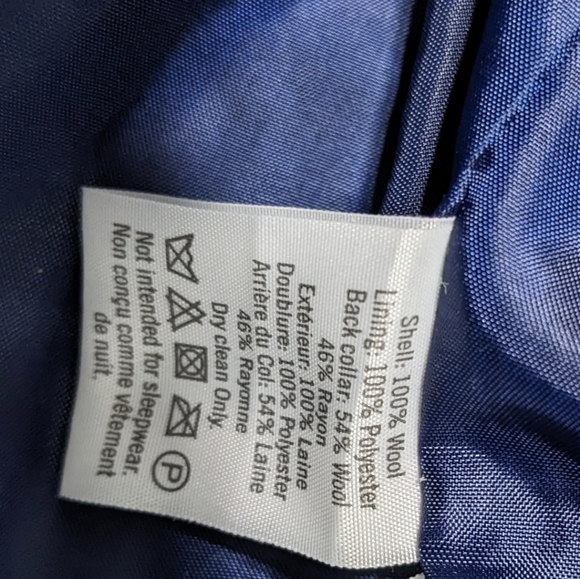 Shell: 100% Wool
Lining: 100% Polyester
Back collar: 54% Wool
46% Rayon
Extérieur: 100% Laine
Doublure: 100% Polyester
Arrière du Col: 54% Laine
46% Rayonne
Dry clean Only
P
Not intended for sleepwear.
Non conçu comme vêtement
de nuit.